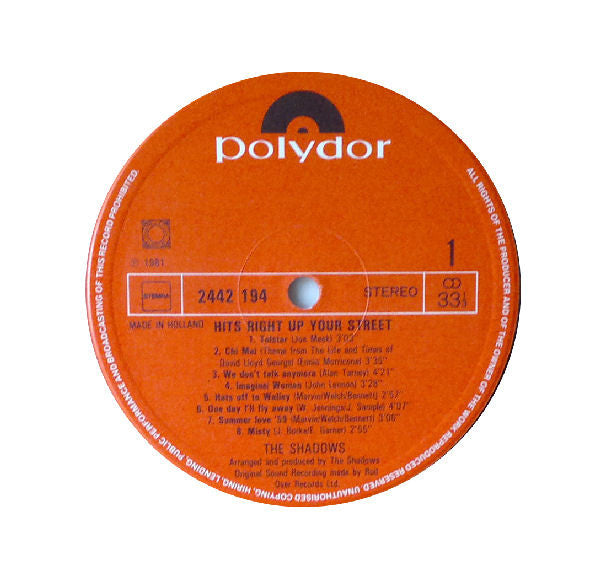 polydor
ALL RIGHTS OF THE PRODUCER AND OF THE OWNER OF THE WORK REPRODUCED RESERVED. UNAUTHORISED COPYING, HIRING, LENDING, PUBLIC PERFORMANCE AND BROADCASTING OF THIS RECORD PROHIBITED.
℗ 1981
1
STEMRA
2442 194
STEREO
33⅓
MADE IN HOLLAND
HITS RIGHT UP YOUR STREET
1. Telstar (Joe Meek) 3'03"
2. Chi Mai (Theme from The Life and Times of
David Lloyd George) (Ennio Morricone) 3'35"
3. We don't talk anymore (Alan Tarney) 4'21"
4. Imagine/ Woman (John Lennon) 3'28"
5. Hats off to Walley (Marvin/Welch/Bennett) 2'57"
6. One day I'll fly away (W. Jennings/J. Sample) 4'07"
7. Summer love '59 (Marvin/Welch/Bennett) 3'06"
8. Misty (J. Burke/E. Garner) 2'55"
THE SHADOWS
Arranged and produced by The Shadows
Original Sound Recording made by Roll
Over Records Ltd.